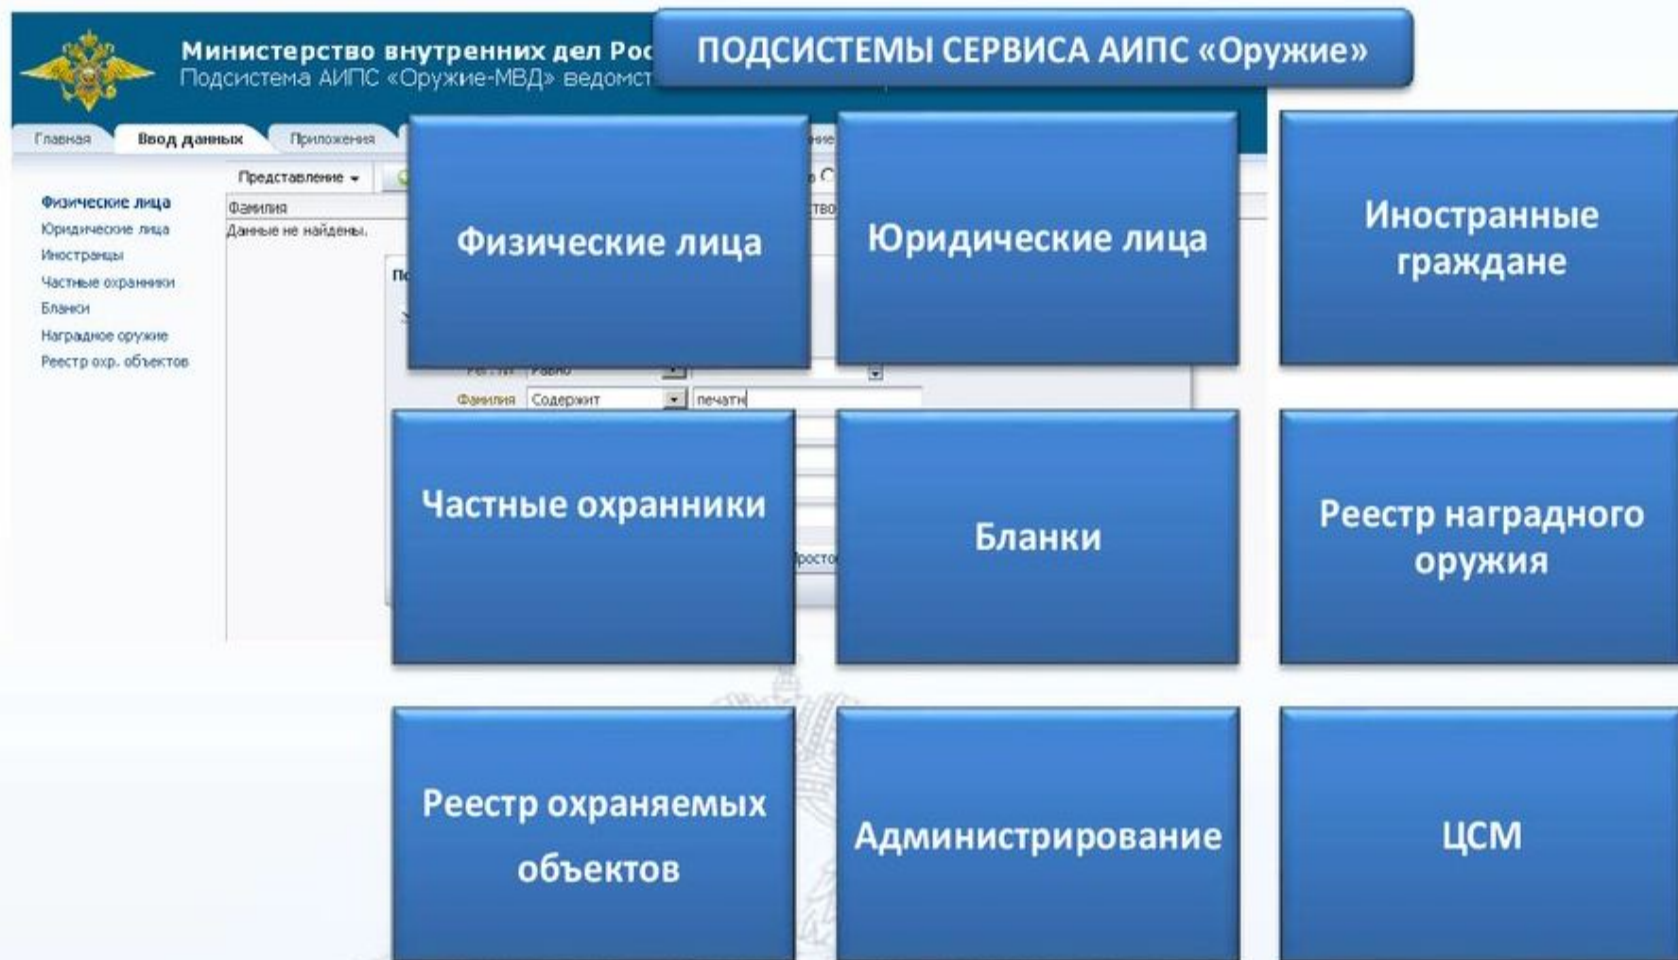 ПОДСИСТЕМЫ СЕРВИСА АИПС «Оружие»
Министерство внутренних дел
Подсистема АИПС «Оружие-МВД»
Главная
Ввод данных
Приложения
Представление
Физические лица
Юридические лица
Иностранцы
Частные охранники
Бланки
Наградное оружие
Реестр охр. объектов
Фамилия
Данные не найдены.
Равно
Фамилия Содержит печатн
Физические лица
Юридические лица
Иностранные
граждане
Частные охранники
Бланки
Реестр наградного
оружия
Реестр охраняемых
объектов
Администрирование
ЦСМ